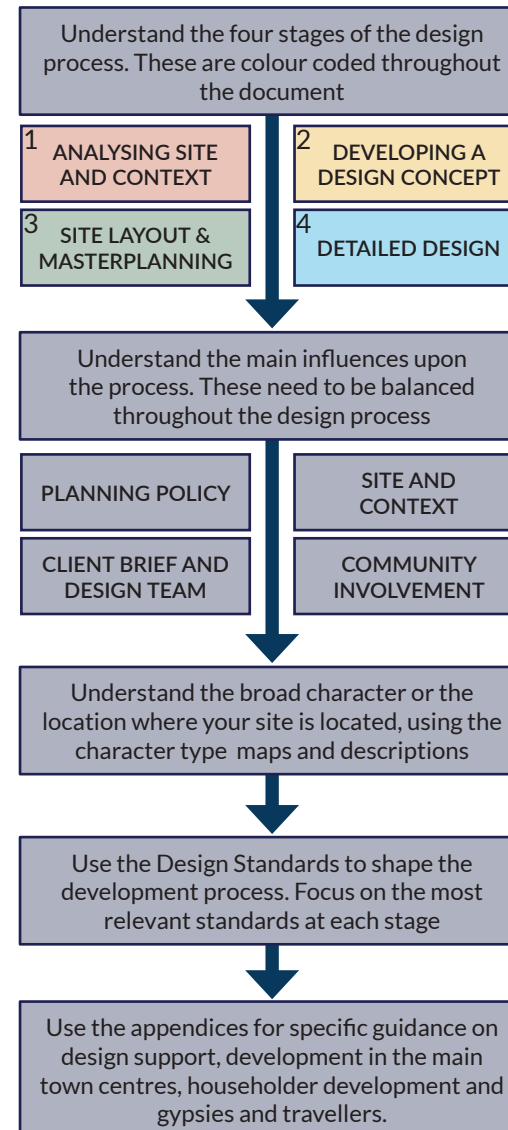 Understand the four stages of the design
process. These are colour coded throughout
the document
1
ANALYSING SITE
AND CONTEXT
2
DEVELOPING A
DESIGN CONCEPT
3
SITE LAYOUT &
MASTERPLANNING
4
DETAILED DESIGN
Understand the main influences upon
the process. These need to be balanced
throughout the design process
PLANNING POLICY
SITE AND
CONTEXT
CLIENT BRIEF AND
DESIGN TEAM
COMMUNITY
INVOLVEMENT
Understand the broad character or the
location where your site is located, using the
character type maps and descriptions
Use the Design Standards to shape the
development process. Focus on the most
relevant standards at each stage
Use the appendices for specific guidance on
design support, development in the main
town centres, householder development and
gypsies and travellers.